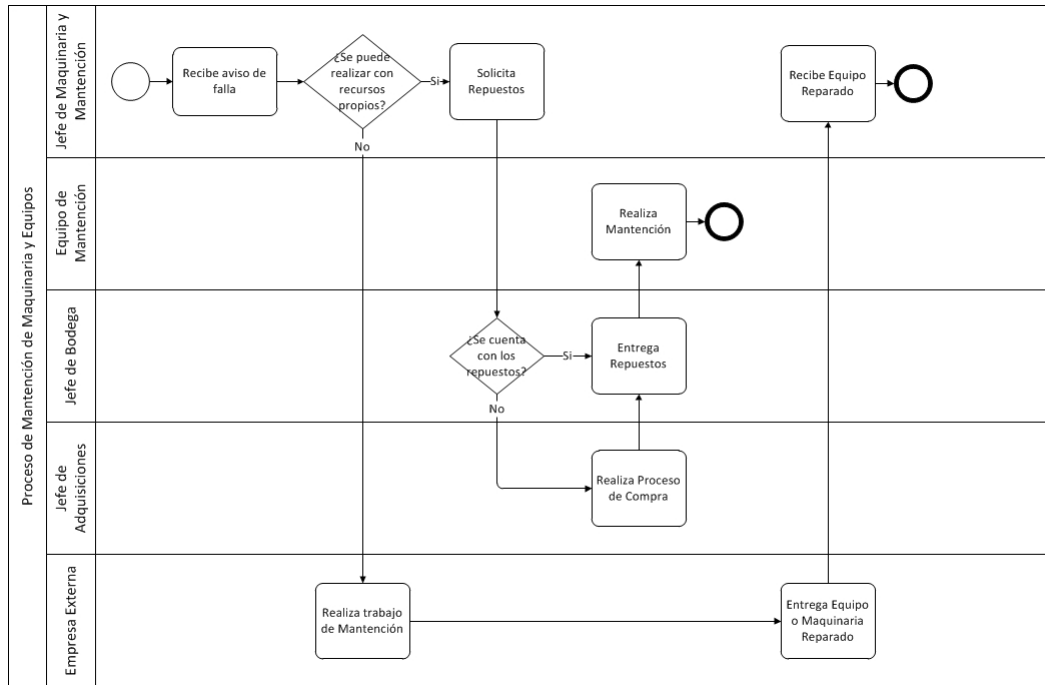 Proceso de Mantención de Maquinaria y Equipos
Jefe de Maquinaria y
Mantención
Recibe aviso de
falla
¿Se puede
realizar con
recursos
propios?
Si
No
Solicita
Repuestos
Recibe Equipo
Reparado
Equipo de
Mantención
Realiza
Mantención
Jefe de Bodega
¿Se cuenta
con los
repuestos?
Si
No
Entrega
Repuestos
Jefe de
Adquisiciones
Realiza Proceso
de Compra
Empresa Externa
Realiza trabajo
de Mantención
Entrega Equipo
o Maquinaria
Reparado